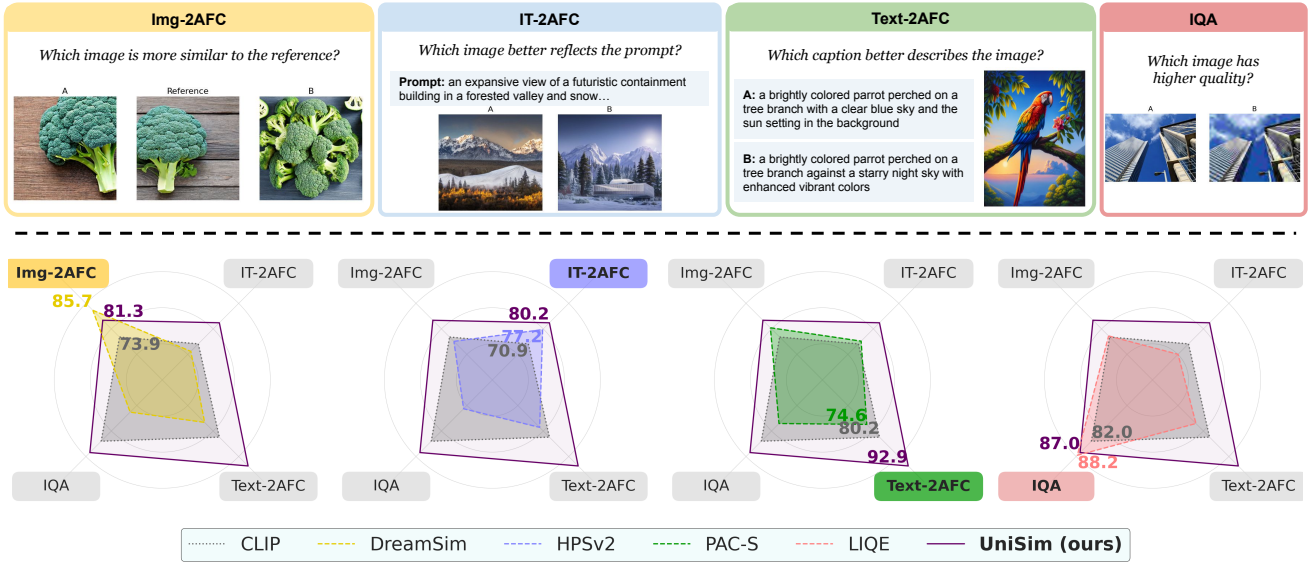 Img-2AFC
Which image is more similar to the reference?
A
Reference
B
IT-2AFC
Which image better reflects the prompt?
Prompt: an expansive view of a futuristic containment
building in a forested valley and snow...
A
B
Text-2AFC
Which caption better describes the image?
A: a brightly colored parrot perched on a
tree branch with a clear blue sky and the
sun setting in the background
B: a brightly colored parrot perched on a
tree branch against a starry night sky with
enhanced vibrant colors
IQA
Which image has
higher quality?
A
B
Img-2AFC
IT-2AFC
85.7
81.3
73.9
IQA
Text-2AFC
Img-2AFC
IT-2AFC
80.2
77.2
70.9
IQA
Text-2AFC
Img-2AFC
IT-2AFC
74.6
80.2
92.9
IQA
Text-2AFC
Img-2AFC
IT-2AFC
87.0
82.0
88.2
IQA
Text-2AFC
CLIP
DreamSim
HPSv2
PAC-S
LIQE
UniSim (ours)